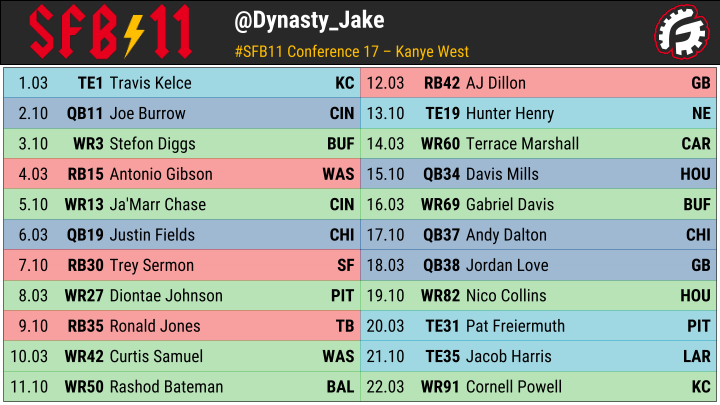 SFB 11
@Dynasty_Jake
#SFB11 Conference 17 – Kanye West
1.03 TE1 Travis Kelce KC
2.10 QB11 Joe Burrow CIN
3.10 WR3 Stefon Diggs BUF
4.03 RB15 Antonio Gibson WAS
5.10 WR13 Ja'Marr Chase CIN
6.03 QB19 Justin Fields CHI
7.10 RB30 Trey Sermon SF
8.03 WR27 Diontae Johnson PIT
9.10 RB35 Ronald Jones TB
10.03 WR42 Curtis Samuel WAS
11.10 WR50 Rashod Bateman BAL
12.03 RB42 AJ Dillon GB
13.10 TE19 Hunter Henry NE
14.03 WR60 Terrace Marshall CAR
15.10 QB34 Davis Mills HOU
16.03 WR69 Gabriel Davis BUF
17.10 QB37 Andy Dalton CHI
18.03 QB38 Jordan Love GB
19.10 WR82 Nico Collins HOU
20.03 TE31 Pat Freiermuth PIT
21.10 TE35 Jacob Harris LAR
22.03 WR91 Cornell Powell KC